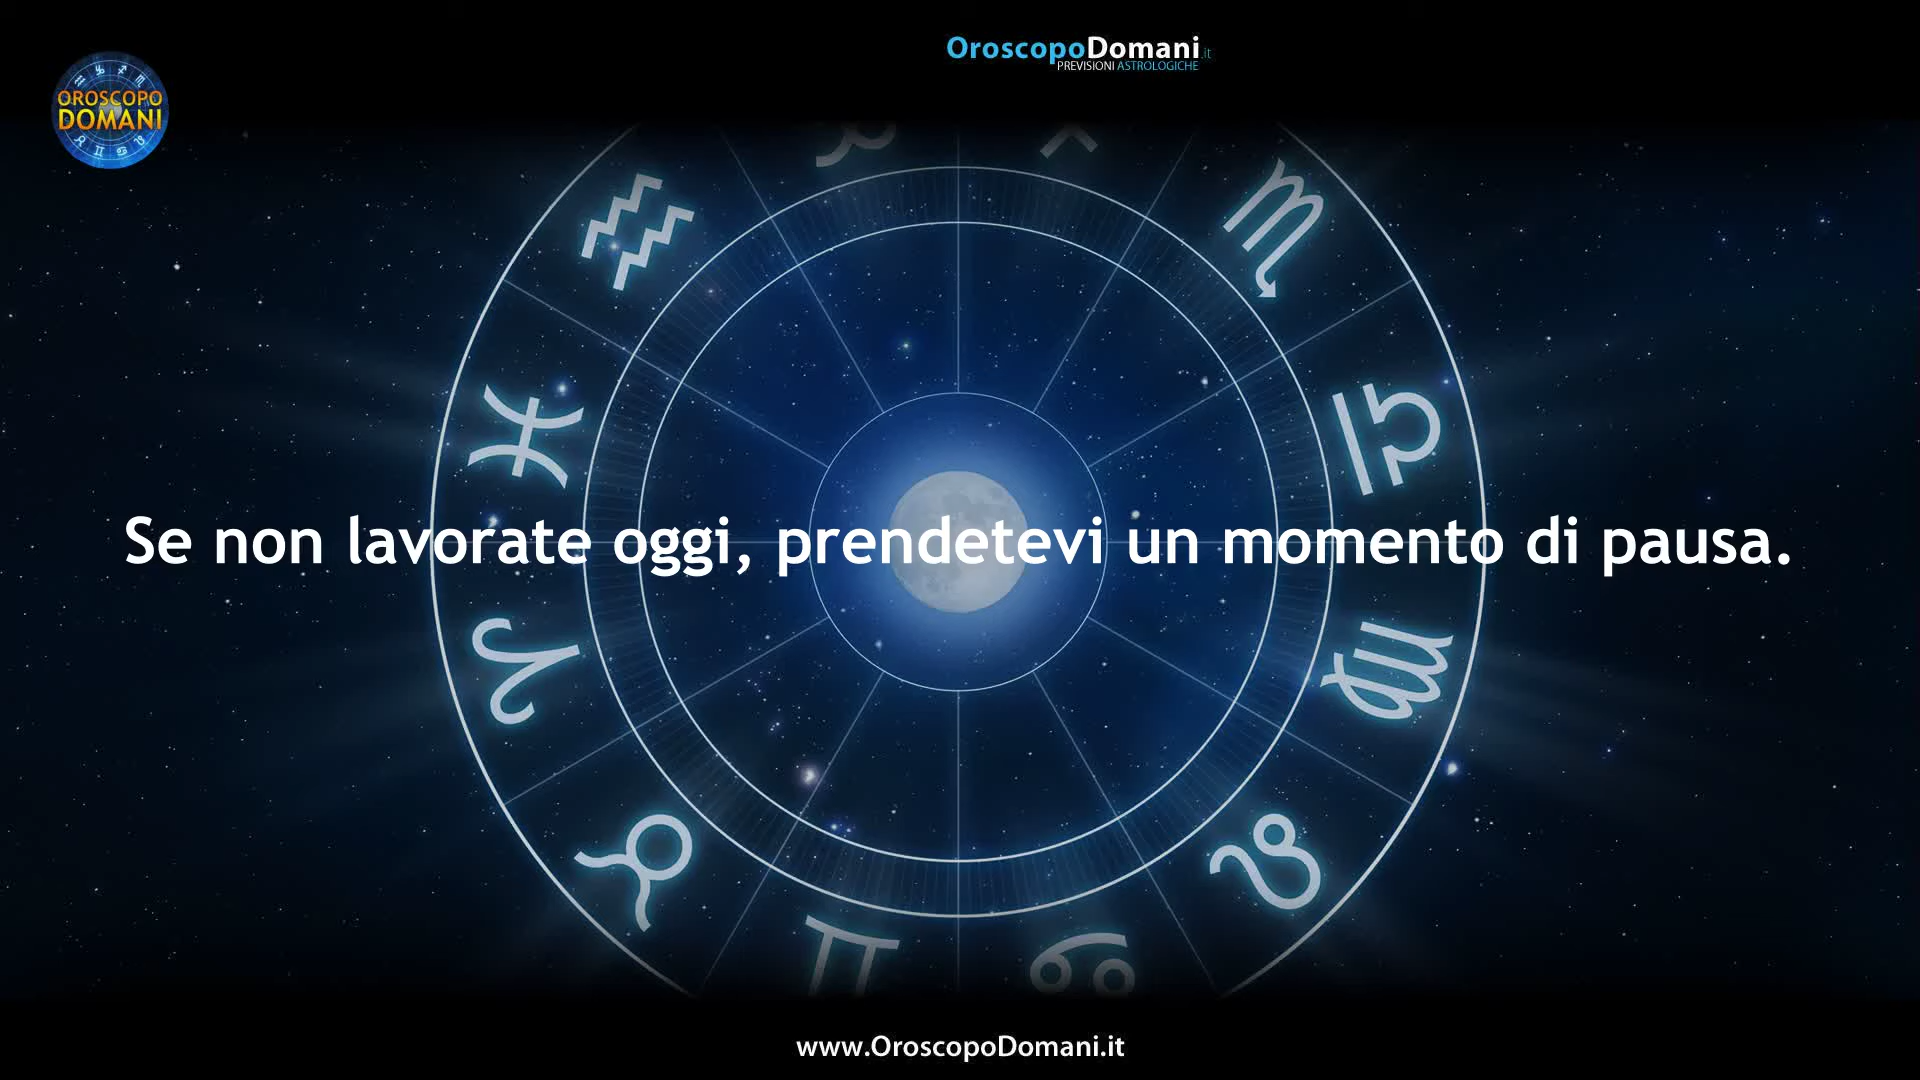 OroscopoDomani.it
PREVISIONI ASTROLOGICHE
OROSCOPO
DOMANI
Se non lavorate oggi, prendetevi un momento di pausa.
www.OroscopoDomani.it